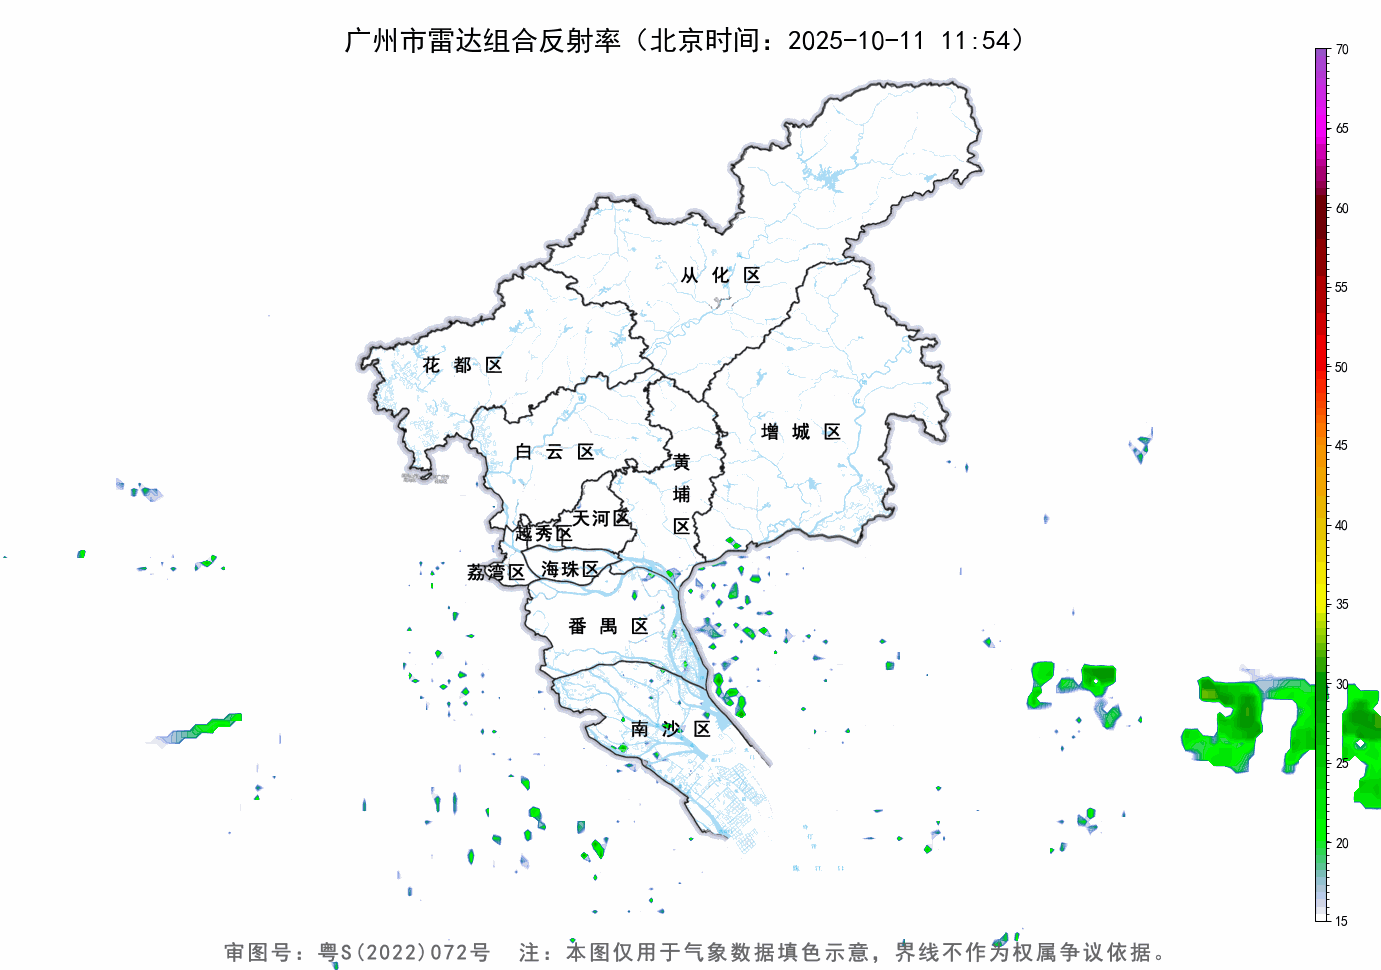 广州市雷达组合反射率（北京时间：2025-10-11 11:54）
70
65
60
55
50
45
40
35
30
25
20
15
从化区
花都区
增城区
白云区
黄埔区
天河区
越秀区
海珠区
荔湾区
番禺区
南沙区
审图号：粤S(2022)072号 注：本图仅用于气象数据填色示意，界线不作为权属争议依据。